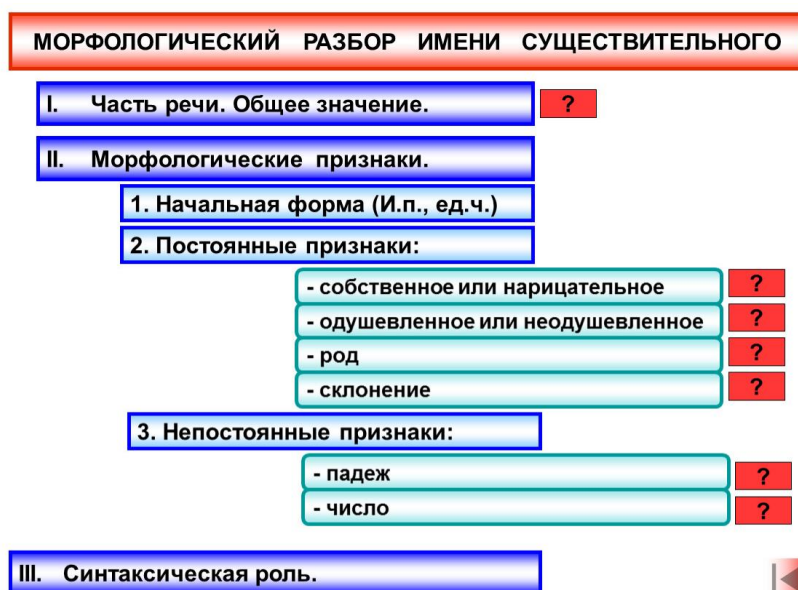 МОРФОЛОГИЧЕСКИЙ РАЗБОР ИМЕНИ СУЩЕСТВИТЕЛЬНОГО
I. Часть речи. Общее значение. ?
II. Морфологические признаки.
1. Начальная форма (И.п., ед.ч.)
2. Постоянные признаки:
- собственное или нарицательное ?
- одушевленное или неодушевленное ?
- род ?
- склонение ?
3. Непостоянные признаки:
- падеж ?
- число ?
III. Синтаксическая роль.